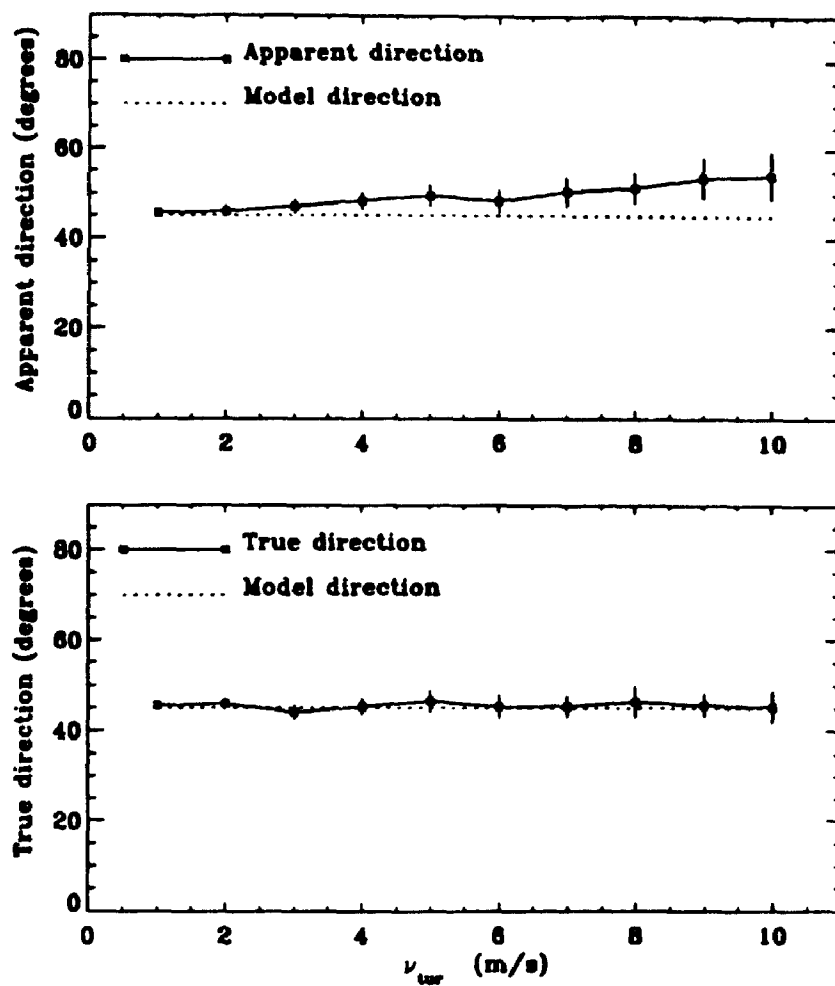 Apparent direction (degrees)
80
60
40
20
0
Apparent direction
Model direction
0 2 4 6 8 10
True direction (degrees)
80
60
40
20
0
True direction
Model direction
0 2 4 6 8 10
ν_tur (m/s)